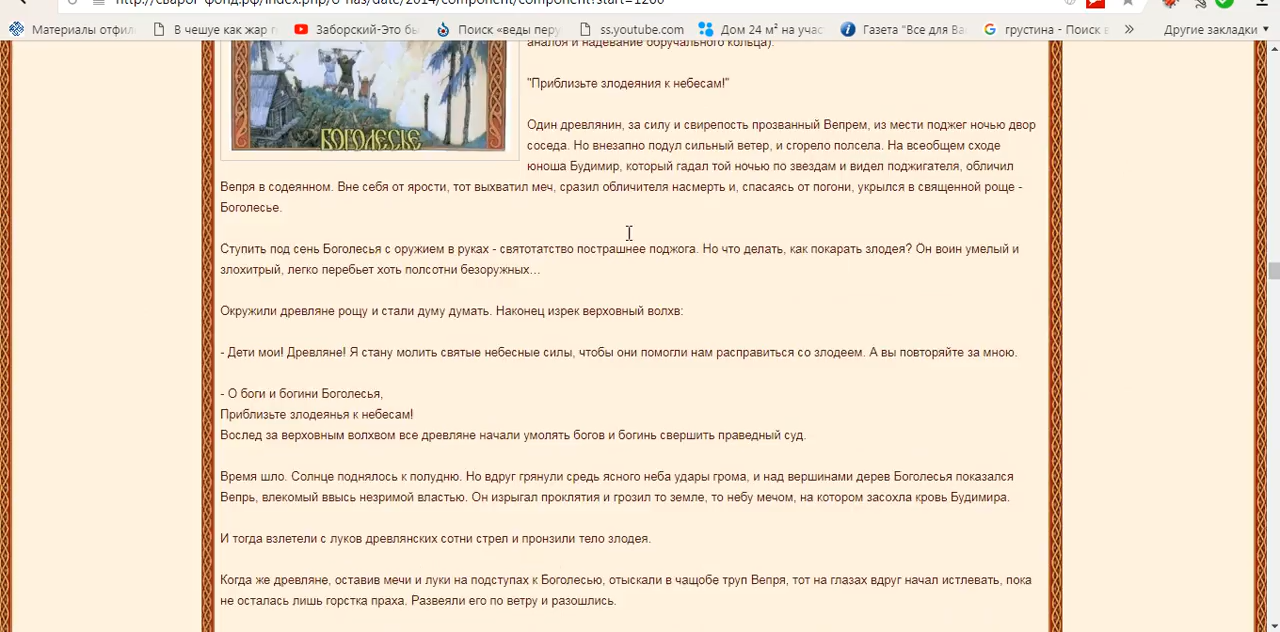 http://сварог-фонд.рф/index.php/o-nas/date/2014/component/component?start=1260
Материалы отфил
В чешуе как жар г
Заборский-Это бы
Поиск «веды перу
ss.youtube.com
Дом 24 м² на учас
Газета "Все для Ва
грустина - Поиск
»
Другие закладки
аналоя и надевание обручального кольца).
"Приблизьте злодеяния к небесам!"
БОГОЛЕСЬЕ
Один древлянин, за силу и свирепость прозванный Вепрем, из мести поджег ночью двор
соседа. Но внезапно подул сильный ветер, и сгорело полсела. На всеобщем сходе
юноша Будимир, который гадал той ночью по звездам и видел поджигателя, обличил
Вепря в содеянном. Вне себя от ярости, тот выхватил меч, сразил обличителя насмерть и, спасаясь от погони, укрылся в священной роще -
Боголесье.
Ступить под сень Боголесья с оружием в руках - святотатство пострашнее поджога. Но что делать, как покарать злодея? Он воин умелый и
злохитрый, легко перебьет хоть полсотни безоружных...
Окружили древляне рощу и стали думу думать. Наконец изрек верховный волхв:
- Дети мои! Древляне! Я стану молить святые небесные силы, чтобы они помогли нам расправиться со злодеем. А вы повторяйте за мною.
- О боги и богини Боголесья,
Приблизьте злодеянья к небесам!
Вослед за верховным волхвом все древляне начали умолять богов и богинь свершить праведный суд.
Время шло. Солнце поднялось к полудню. Но вдруг грянули средь ясного неба удары грома, и над вершинами дерев Боголесья показался
Вепрь, влекомый ввысь незримой властью. Он изрыгал проклятия и грозил то земле, то небу мечом, на котором засохла кровь Будимира.
И тогда взлетели с луков древлянских сотни стрел и пронзили тело злодея.
Когда же древляне, оставив мечи и луки на подступах к Боголесью, отыскали в чащобе труп Вепря, тот на глазах вдруг начал истлевать, пока
не осталась лишь горстка праха. Развеяли его по ветру и разошлись.